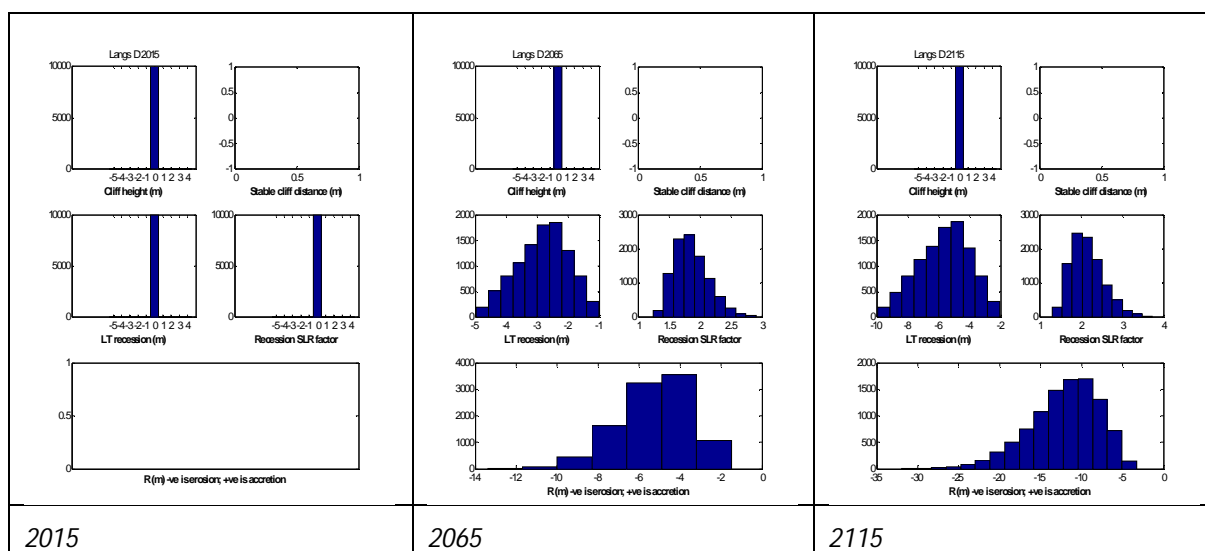 Langs D2015
10000
5000
0
-5-4-3-2-1 0 1 2 3 4
Cliff height (m)
1
0.5
0
-0.5
-1
0 0.5 1
Stable cliff distance (m)
10000
5000
0
-5-4-3-2-1 0 1 2 3 4
LT recession (m)
10000
5000
0
-5-4-3-2-1 0 1 2 3 4
Recession SLR factor
1
0.5
0
R (m) -ve is erosion; +ve is accretion
2015
Langs D2065
10000
5000
0
-5-4-3-2-1 0 1 2 3 4
Cliff height (m)
1
0.5
0
-0.5
-1
0 0.5 1
Stable cliff distance (m)
2000
1500
1000
500
0
-5 -4 -3 -2 -1
LT recession (m)
3000
2000
1000
0
1 1.5 2 2.5 3
Recession SLR factor
4000
3000
2000
1000
0
-14 -12 -10 -8 -6 -4 -2 0
R (m) -ve is erosion; +ve is accretion
2065
Langs D2115
10000
5000
0
-5-4-3-2-1 0 1 2 3 4
Cliff height (m)
1
0.5
0
-0.5
-1
0 0.5 1
Stable cliff distance (m)
2000
1500
1000
500
0
-10 -8 -6 -4 -2
LT recession (m)
3000
2000
1000
0
1 2 3 4
Recession SLR factor
2000
1500
1000
500
0
-35 -30 -25 -20 -15 -10 -5 0
R (m) -ve is erosion; +ve is accretion
2115